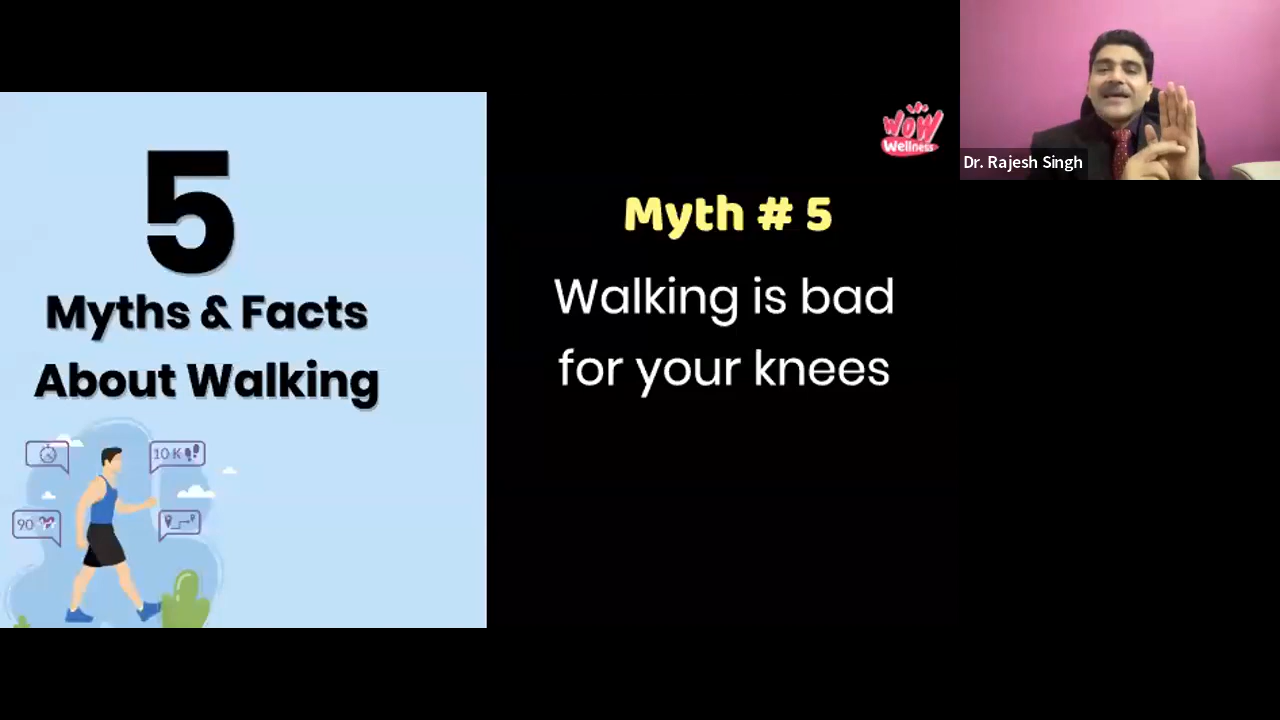 5
Myths & Facts
About Walking
10 K
90
WOW
Wellness
Myth # 5
Walking is bad
for your knees
Dr. Rajesh Singh